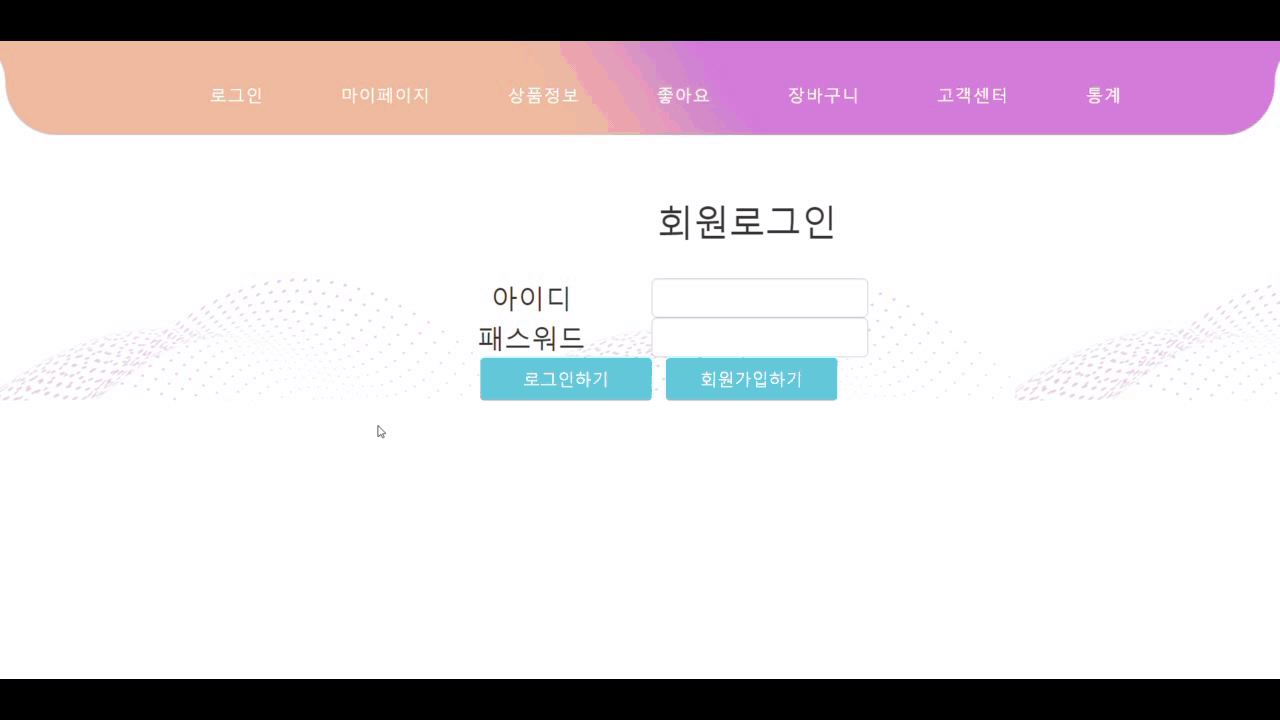 로그인 마이페이지 상품정보 좋아요 장바구니 고객센터 통계
회원로그인
아이디
패스워드
로그인하기 회원가입하기